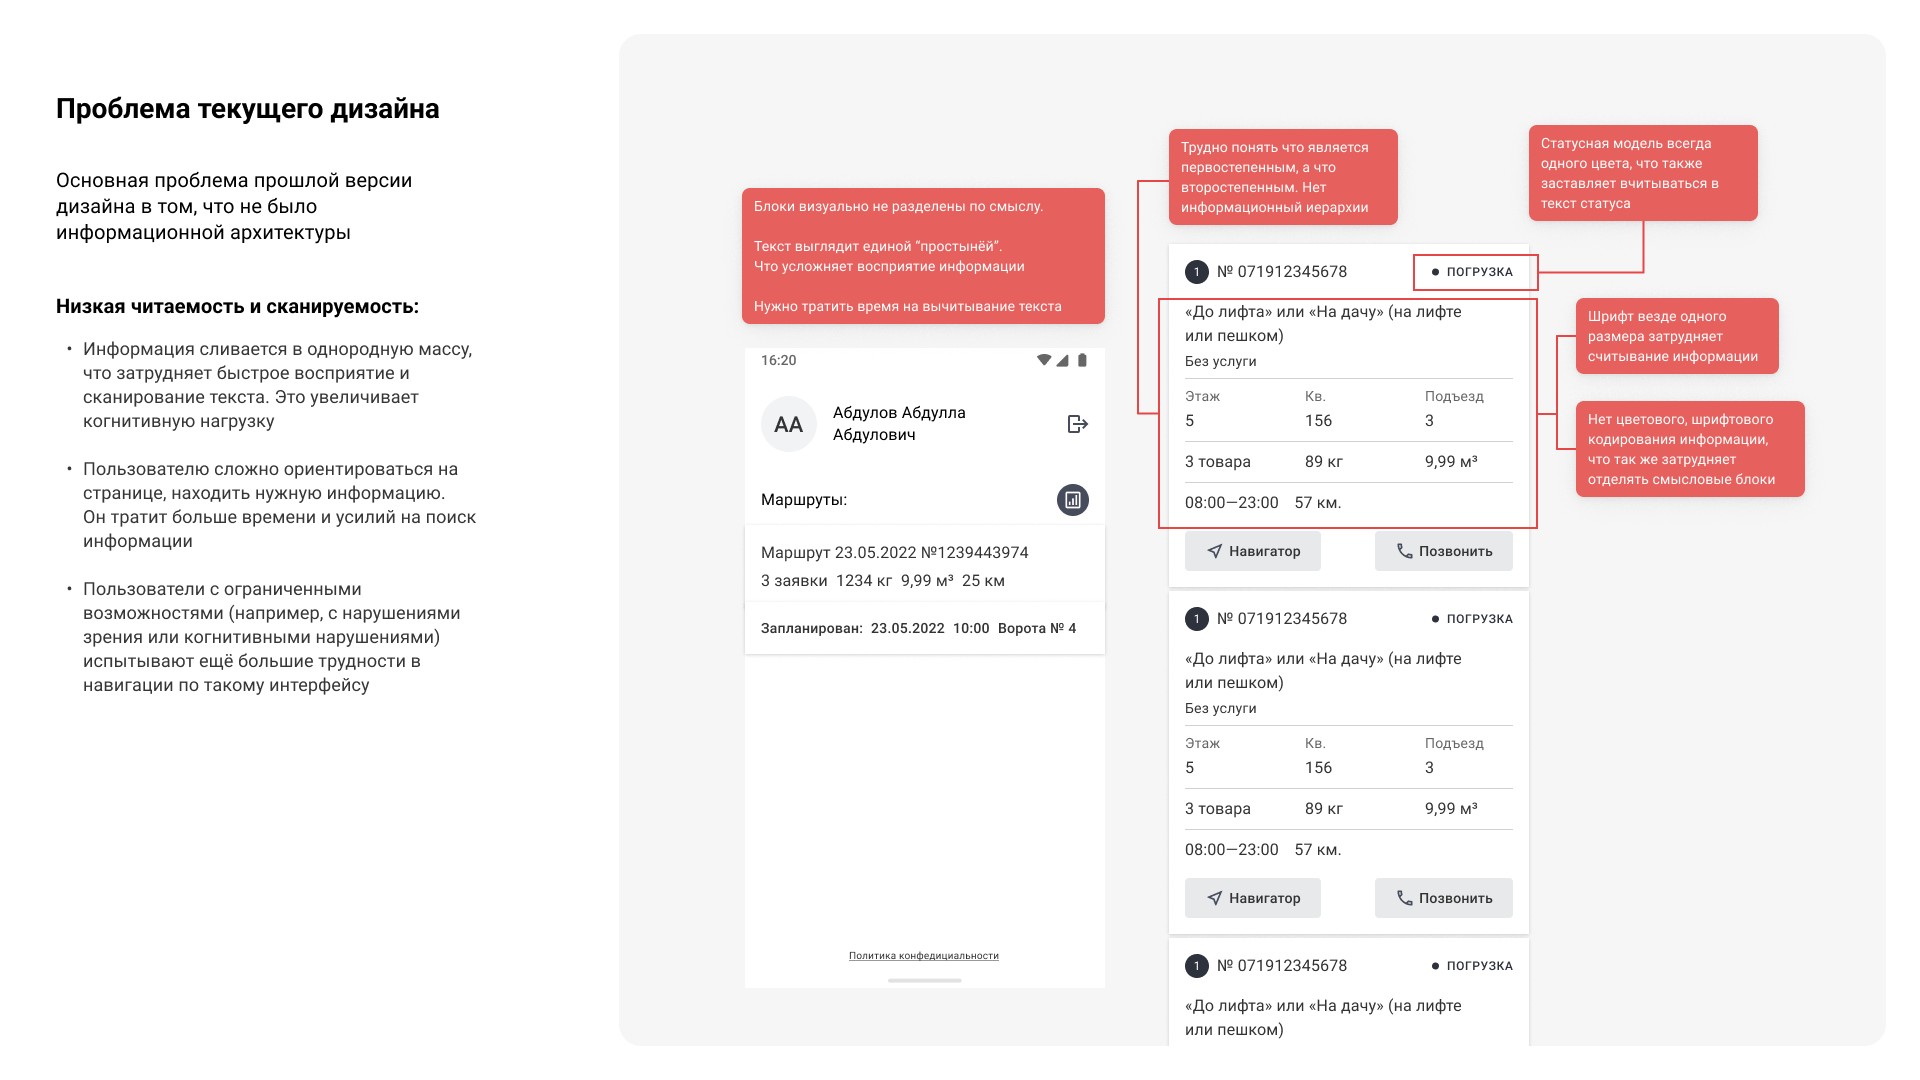 Проблема текущего дизайна
Основная проблема прошлой версии
дизайна в том, что не было
информационной архитектуры
Низкая читаемость и сканируемость:
• Информация сливается в однородную массу,
что затрудняет быстрое восприятие и
сканирование текста. Это увеличивает
когнитивную нагрузку
• Пользователю сложно ориентироваться на
странице, находить нужную информацию.
Он тратит больше времени и усилий на поиск
информации
• Пользователи с ограниченными
возможностями (например, с нарушениями
зрения или когнитивными нарушениями)
испытывают ещё большие трудности в
навигации по такому интерфейсу
Блоки визуально не разделены по смыслу.
Текст выглядит единой “простынёй”.
Что усложняет восприятие информации
Нужно тратить время на вычитывание текста
16:20
АА
Абдулов Абдулла
Абдулович
Маршруты:
Маршрут 23.05.2022 №1239443974
3 заявки 1234 кг 9,99 м³ 25 км
Запланирован: 23.05.2022 10:00 Ворота № 4
Политика конфедициальности
Трудно понять что является
первостепенным, а что
второстепенным. Нет
информационный иерархии
Статусная модель всегда
одного цвета, что также
заставляет вчитываться в
текст статуса
1 № 071912345678 • ПОГРУЗКА
«До лифта» или «На дачу» (на лифте
или пешком)
Без услуги
Этаж Кв. Подъезд
5 156 3
3 товара 89 кг 9,99 м³
08:00—23:00 57 км.
Навигатор Позвонить
Шрифт везде одного
размера затрудняет
считывание информации
Нет цветового, шрифтового
кодирования информации,
что так же затрудняет
отделять смысловые блоки
1 № 071912345678 • ПОГРУЗКА
«До лифта» или «На дачу» (на лифте
или пешком)
Без услуги
Этаж Кв. Подъезд
5 156 3
3 товара 89 кг 9,99 м³
08:00—23:00 57 км.
Навигатор Позвонить
1 № 071912345678 • ПОГРУЗКА
«До лифта» или «На дачу» (на лифте
или пешком)